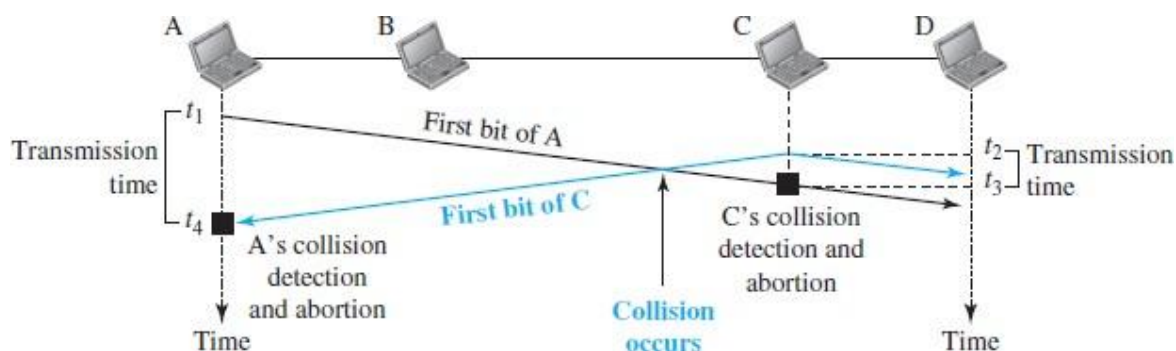 A
B
C
D
t1
First bit of A
Transmission
time
t2
Transmission
t3
time
First bit of C
t4
A's collision
detection
and abortion
C's collision
detection and
abortion
Collision
occurs
Time
Time